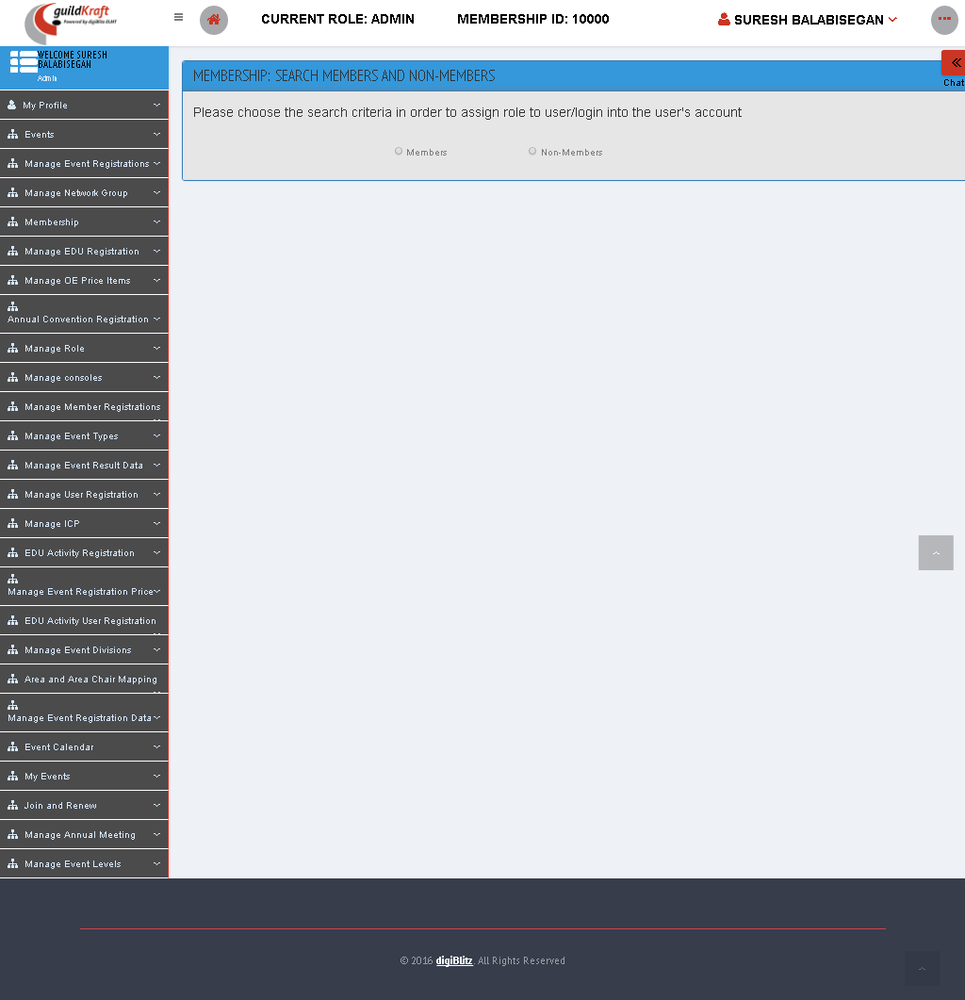 guildKraft
Powered by digiBlitz ELMT
CURRENT ROLE: ADMIN
MEMBERSHIP ID: 10000
SURESH BALABISEGAN
WELCOME SURESH
BALABISEGAN
Admin
Chat
MEMBERSHIP: SEARCH MEMBERS AND NON-MEMBERS
Please choose the search criteria in order to assign role to user/login into the user's account
Members
Non-Members
My Profile
Events
Manage Event Registrations
Manage Network Group
Membership
Manage EDU Registration
Manage OE Price Items
Annual Convention Registration
Manage Role
Manage consoles
Manage Member Registrations
Manage Event Types
Manage Event Result Data
Manage User Registration
Manage ICP
EDU Activity Registration
Manage Event Registration Price
EDU Activity User Registration
Manage Event Divisions
Area and Area Chair Mapping
Manage Event Registration Data
Event Calendar
My Events
Join and Renew
Manage Annual Meeting
Manage Event Levels
© 2016 digiBlitz. All Rights Reserved